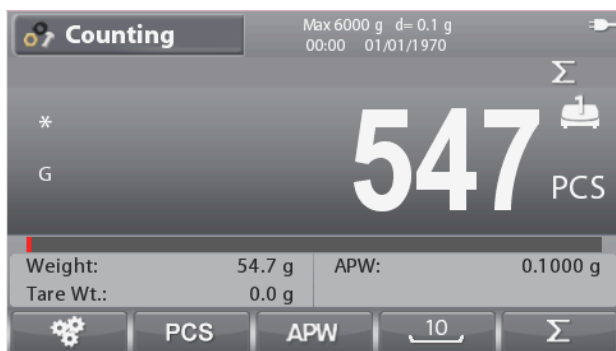 Counting
Max 6000 g d= 0.1 g
00:00 01/01/1970
Σ
1
*
G
547 PCS
Weight: 54.7 g APW: 0.1000 g
Tare Wt.: 0.0 g
PCS APW 10 Σ